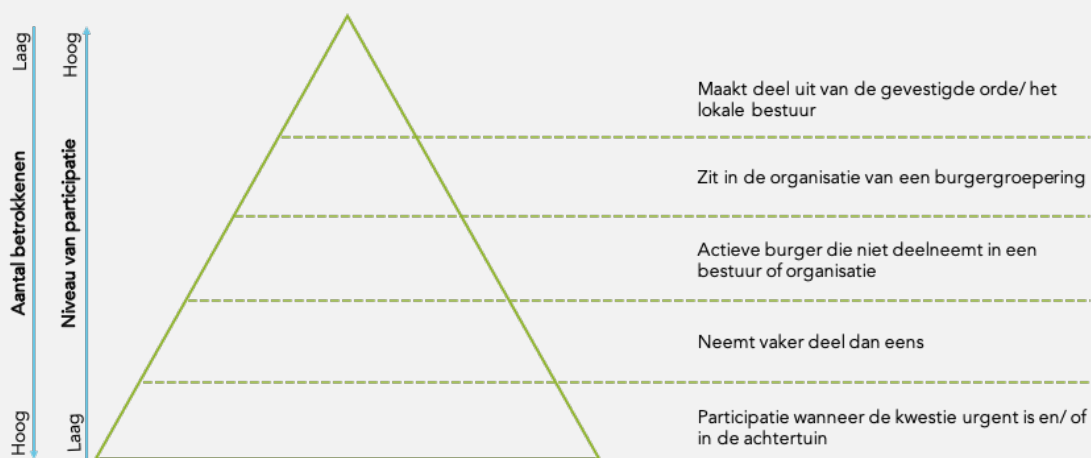 Laag
Hoog
Aantal betrokkenen
Niveau van participatie
Hoog
Laag
Maakt deel uit van de gevestigde orde/ het
lokale bestuur
Zit in de organisatie van een burgergroepering
Actieve burger die niet deelneemt in een
bestuur of organisatie
Neemt vaker deel dan eens
Participatie wanneer de kwestie urgent is en/ of
in de achtertuin